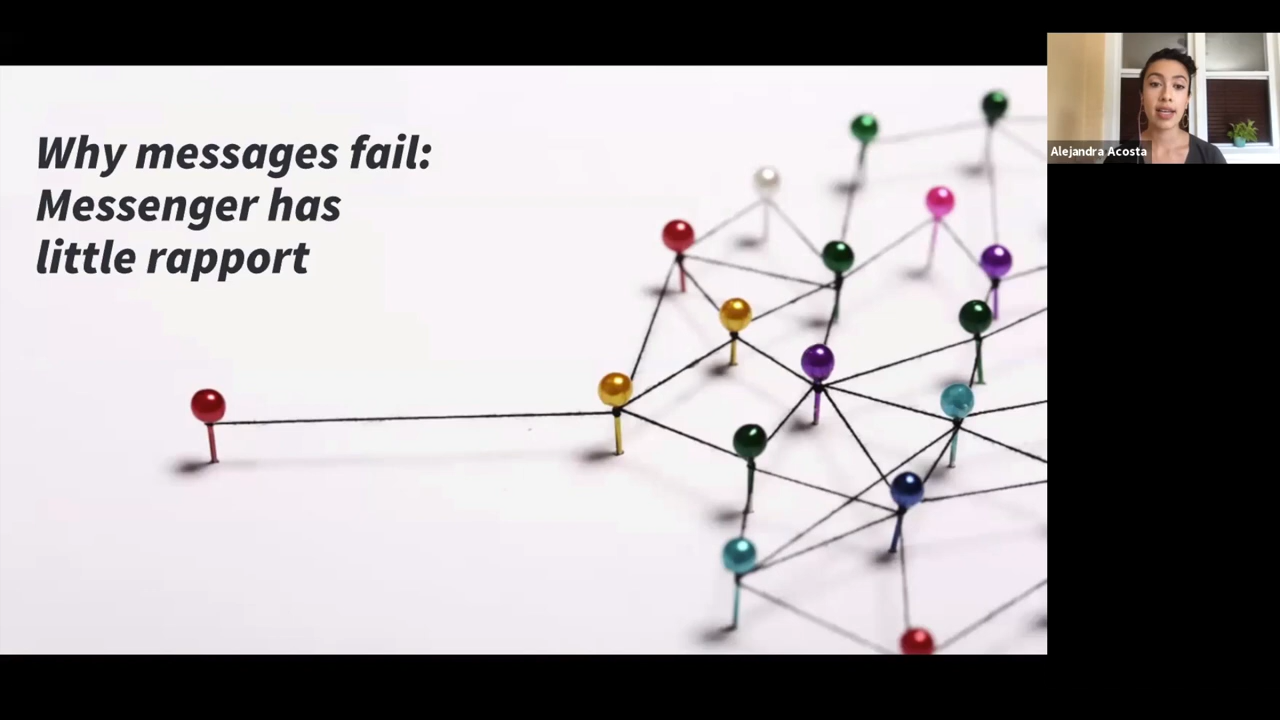 Why messages fail:
Messenger has
little rapport
Alejandra Acosta